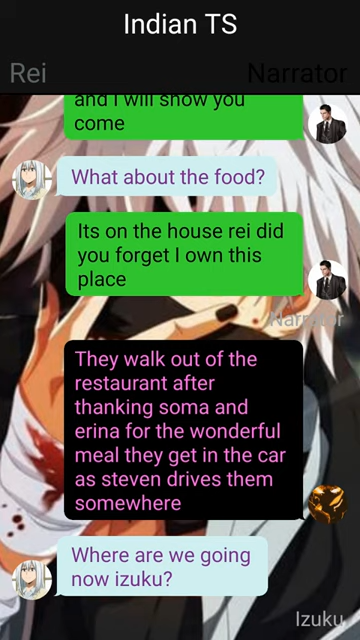 Indian TS
Rei
Narrator
and I will show you
come
What about the food?
Its on the house rei did
you forget I own this
place
Narrator
They walk out of the
restaurant after
thanking soma and
erina for the wonderful
meal they get in the car
as steven drives them
somewhere
Where are we going
now izuku?
Izuku